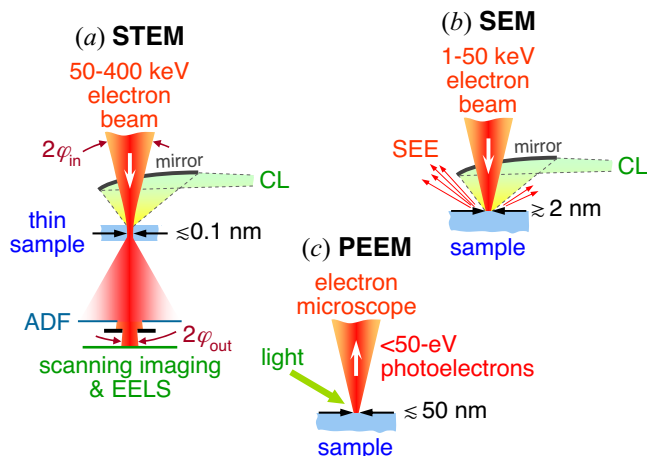 (a) STEM
50-400 keV
electron
beam
2φin
mirror
CL
thin
sample
≲0.1 nm
ADF
2φout
scanning imaging
& EELS
(b) SEM
1-50 keV
electron
beam
SEE
mirror
CL
≳ 2 nm
sample
(c) PEEM
electron
microscope
light
<50-eV
photoelectrons
≲ 50 nm
sample